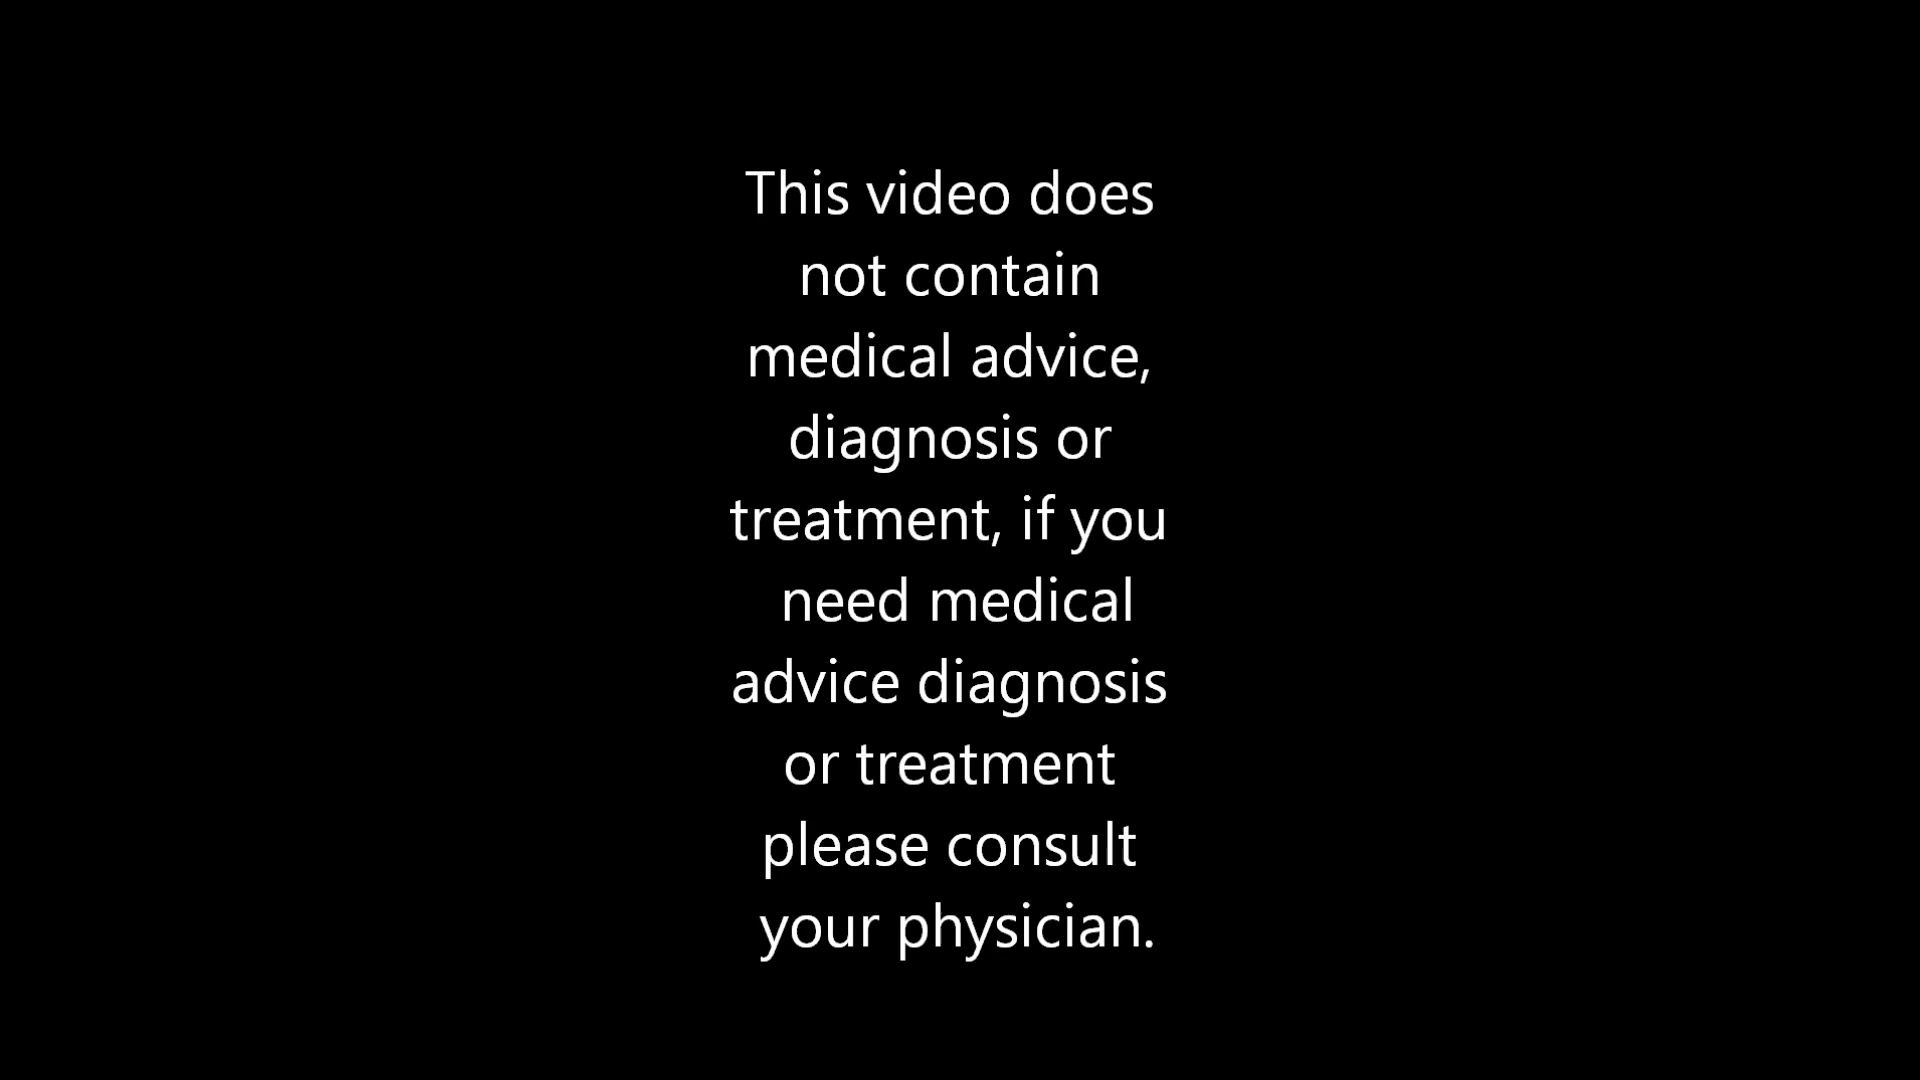 This video does
not contain
medical advice,
diagnosis or
treatment, if you
need medical
advice diagnosis
or treatment
please consult
your physician.